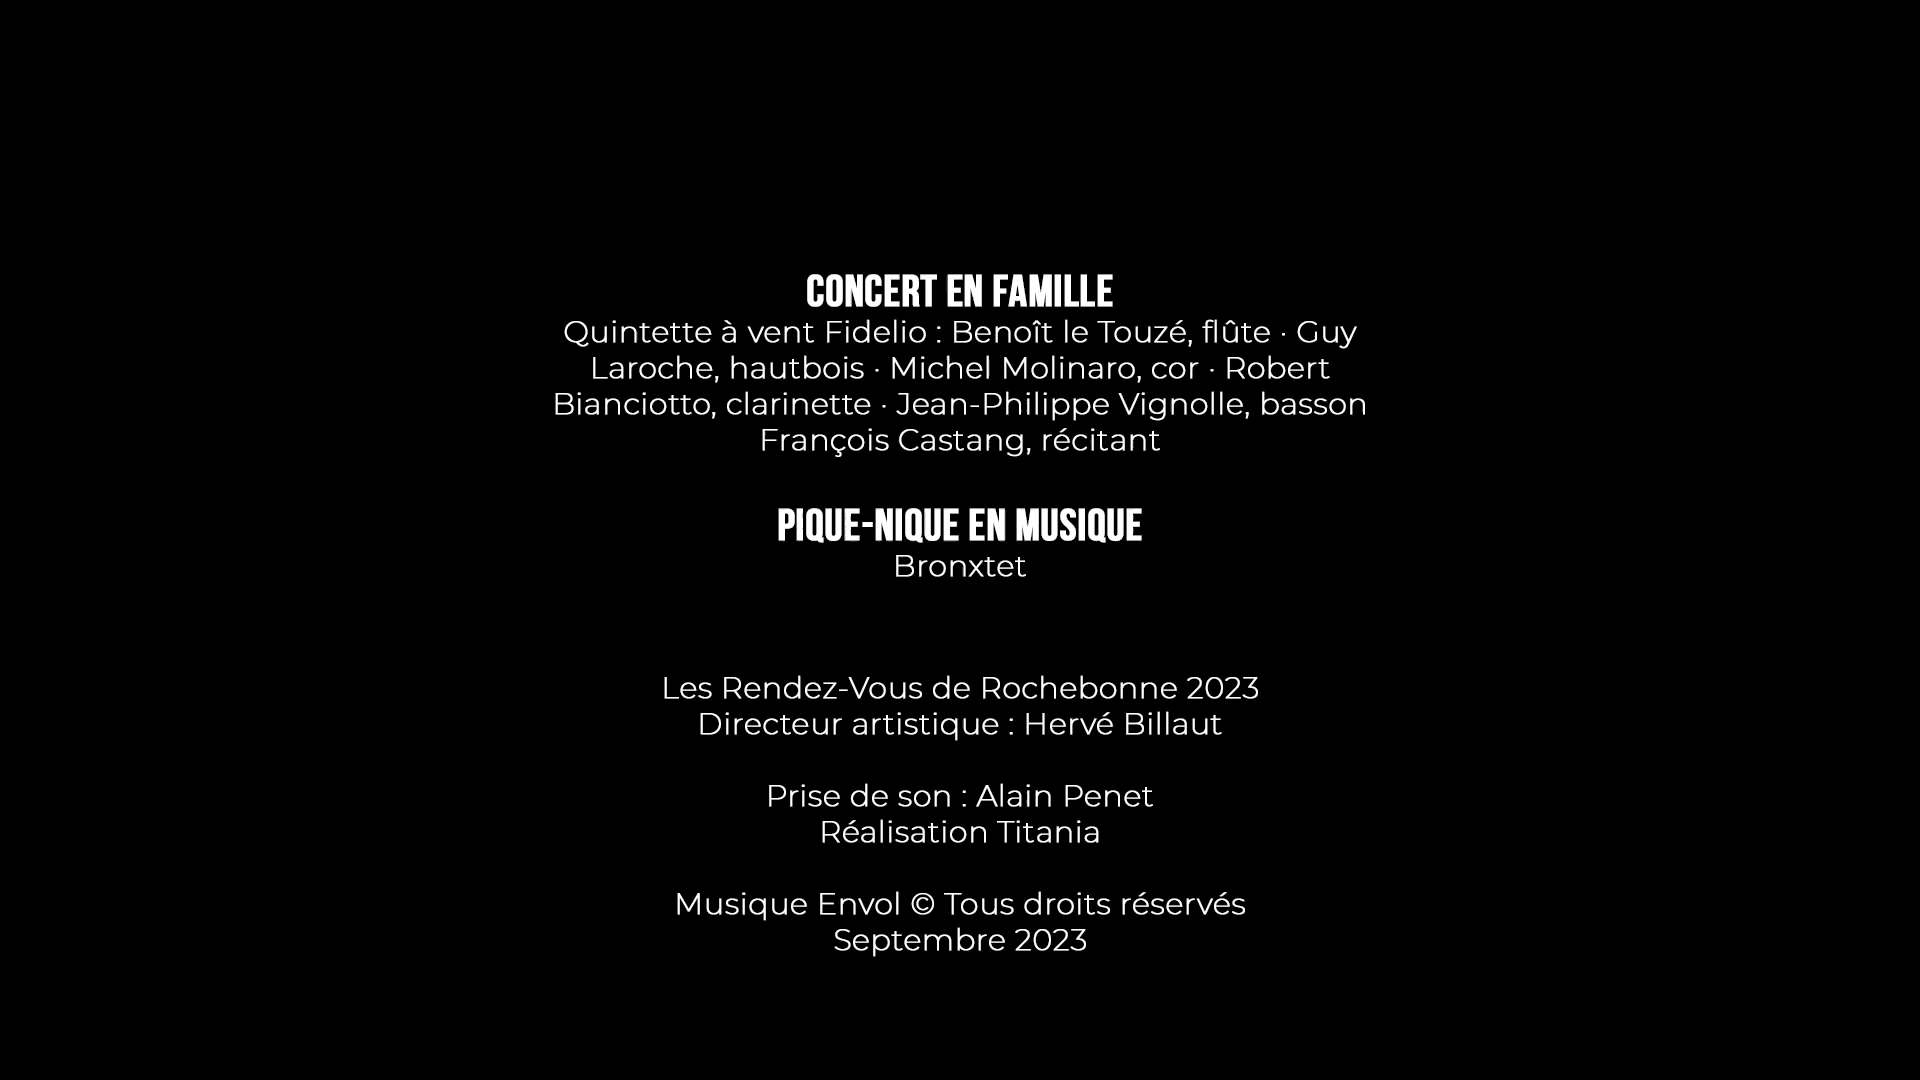 CONCERT EN FAMILLE
Quintette à vent Fidelio : Benoît le Touzé, flûte · Guy
Laroche, hautbois · Michel Molinaro, cor · Robert
Bianciotto, clarinette · Jean-Philippe Vignolle, basson
François Castang, récitant
PIQUE-NIQUE EN MUSIQUE
Bronxtet
Les Rendez-Vous de Rochebonne 2023
Directeur artistique : Hervé Billaut
Prise de son : Alain Penet
Réalisation Titania
Musique Envol © Tous droits réservés
Septembre 2023